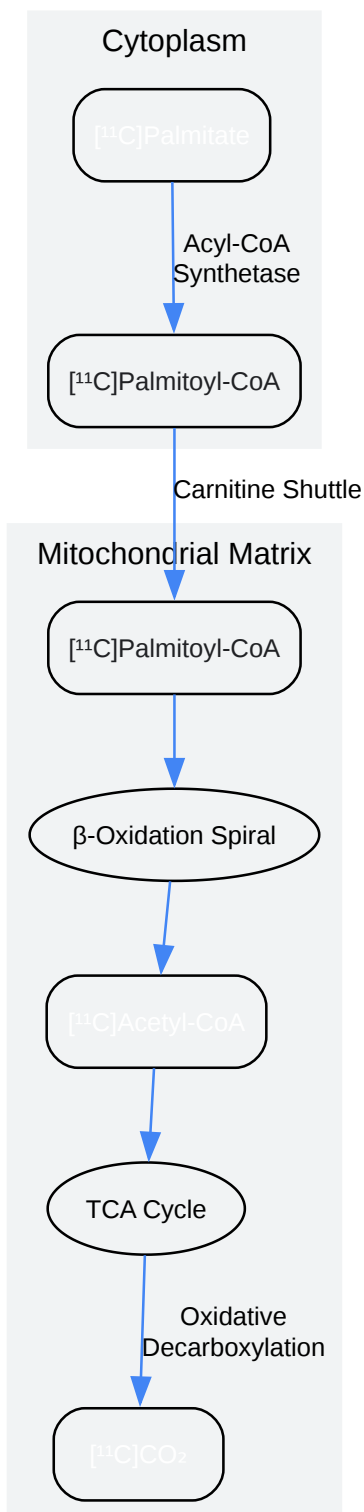 Cytoplasm
[¹¹C]Palmitate
Acyl-CoA
Synthetase
[¹¹C]Palmitoyl-CoA
Carnitine Shuttle
Mitochondrial Matrix
[¹¹C]Palmitoyl-CoA
β-Oxidation Spiral
[¹¹C]Acetyl-CoA
TCA Cycle
Oxidative
Decarboxylation
[¹¹C]CO₂